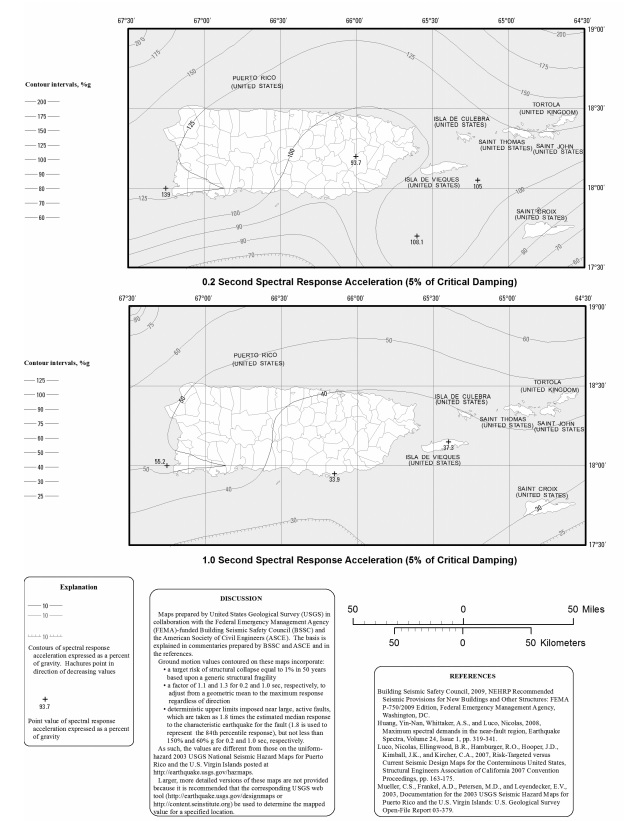 67°30' 67°00' 66°30' 66°00' 65°30' 65°00' 64°30'
19°00'
18°30'
18°00'
17°30'
Contour intervals, %g
200
175
150
125
100
90
80
70
60
PUERTO RICO
(UNITED STATES)
ISLA DE CULEBRA
(UNITED STATES)
TORTOLA
(UNITED KINGDOM)
SAINT THOMAS
(UNITED STATES)
SAINT JOHN
(UNITED STATES
ISLA DE VIEQUES
(UNITED STATES)
SAINT CROIX
(UNITED STATES)
200
175
150
125
100
200
175
150
139
93.7
105
108.1
125
100
90
80
70
100
90
80
70
60
0.2 Second Spectral Response Acceleration (5% of Critical Damping)
67°30' 67°00' 66°30' 66°00' 65°30' 65°00' 64°30'
19°00'
18°30'
18°00'
17°30'
Contour intervals, %g
125
100
90
75
60
50
40
30
25
PUERTO RICO
(UNITED STATES)
ISLA DE CULEBRA
(UNITED STATES)
TORTOLA
(UNITED KINGDOM)
SAINT THOMAS
(UNITED STATES)
SAINT JOHN
(UNITED STATES
ISLA DE VIEQUES
(UNITED STATES)
SAINT CROIX
(UNITED STATES)
90
75
60
50
50
40
55.2
37.3
33.9
50
40
30
30
25
1.0 Second Spectral Response Acceleration (5% of Critical Damping)
Explanation
10
10
10
Contours of spectral response
acceleration expressed as a percent
of gravity. Hachures point in
direction of decreasing values
93.7
Point value of spectral response
acceleration expressed as a percent
of gravity
DISCUSSION
Maps prepared by United States Geological Survey (USGS) in
collaboration with the Federal Emergency Management Agency
(FEMA)-funded Building Seismic Safety Council (BSSC) and
the American Society of Civil Engineers (ASCE). The basis is
explained in commentaries prepared by BSSC and ASCE and in
the references.
Ground motion values contoured on these maps incorporate:
• a target risk of structural collapse equal to 1% in 50 years
based upon a generic structural fragility
• a factor of 1.1 and 1.3 for 0.2 and 1.0 sec, respectively, to
adjust from a geometric mean to the maximum response
regardless of direction
• deterministic upper limits imposed near large, active faults,
which are taken as 1.8 times the estimated median response
to the characteristic earthquake for the fault (1.8 is used to
represent the 84th percentile response), but not less than
150% and 60% g for 0.2 and 1.0 sec, respectively.
As such, the values are different from those on the uniform-
hazard 2003 USGS National Seismic Hazard Maps for Puerto
Rico and the U.S. Virgin Islands posted at
http://earthquake.usgs.gov/hazmaps.
Larger, more detailed versions of these maps are not provided
because it is recommended that the corresponding USGS web
tool (http://earthquake.usgs.gov/designmaps or
http://content.seinstitute.org) be used to determine the mapped
value for a specified location.
50 0 50 Miles
50 0 50 Kilometers
REFERENCES
Building Seismic Safety Council, 2009, NEHRP Recommended
Seismic Provisions for New Buildings and Other Structures: FEMA
P-750/2009 Edition, Federal Emergency Management Agency,
Washington, DC.
Huang, Yin-Nan, Whittaker, A.S., and Luco, Nicolas, 2008,
Maximum spectral demands in the near-fault region, Earthquake
Spectra, Volume 24, Issue 1, pp. 319-341.
Luco, Nicolas, Ellingwood, B.R., Hamburger, R.O., Hooper, J.D.,
Kimball, J.K., and Kircher, C.A., 2007, Risk-Targeted versus
Current Seismic Design Maps for the Conterminous United States,
Structural Engineers Association of California 2007 Convention
Proceedings, pp. 163-175.
Mueller, C.S., Frankel, A.D., Petersen, M.D., and Leyendecker, E.V.,
2003, Documentation for the 2003 USGS Seismic Hazard Maps for
Puerto Rico and the U.S. Virgin Islands: U.S. Geological Survey
Open-File Report 03-379.